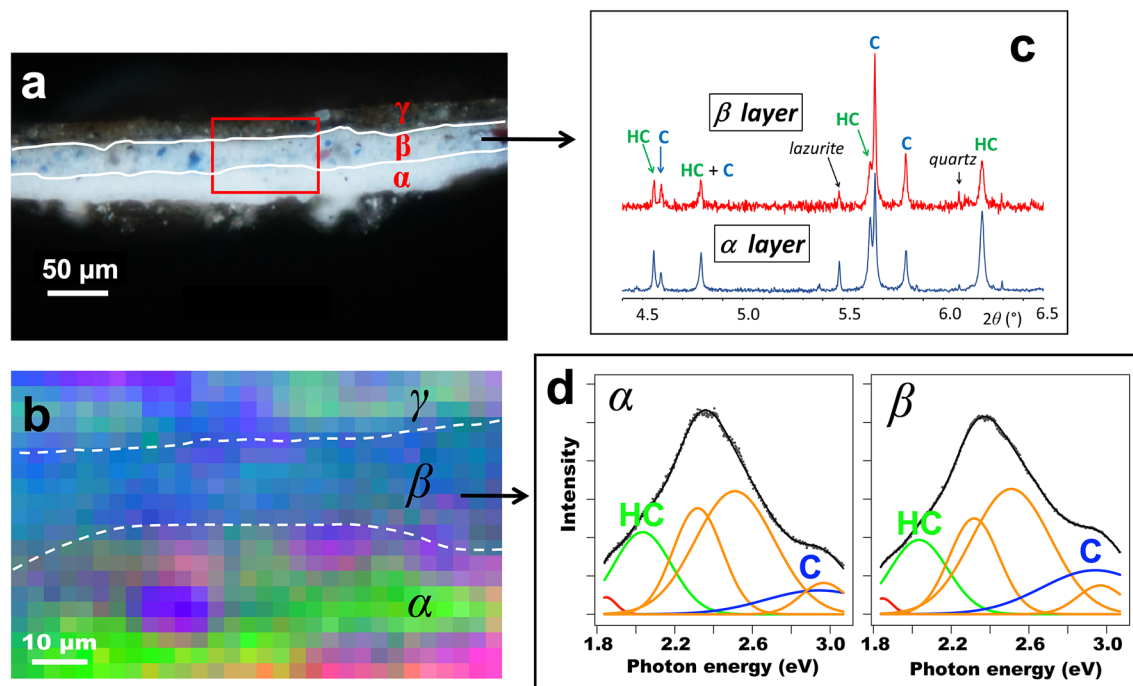 a
γ
β
α
50 µm
c
C
β layer
HC
HC
C
lazurite
C
HC
HC + C
quartz
α layer
4.5
5.0
5.5
6.0
6.5
2θ (°)
b
γ
β
α
10 µm
d
α
β
Intensity
HC
C
HC
C
1.8
2.2
2.6
3.0
1.8
2.2
2.6
3.0
Photon energy (eV)
Photon energy (eV)